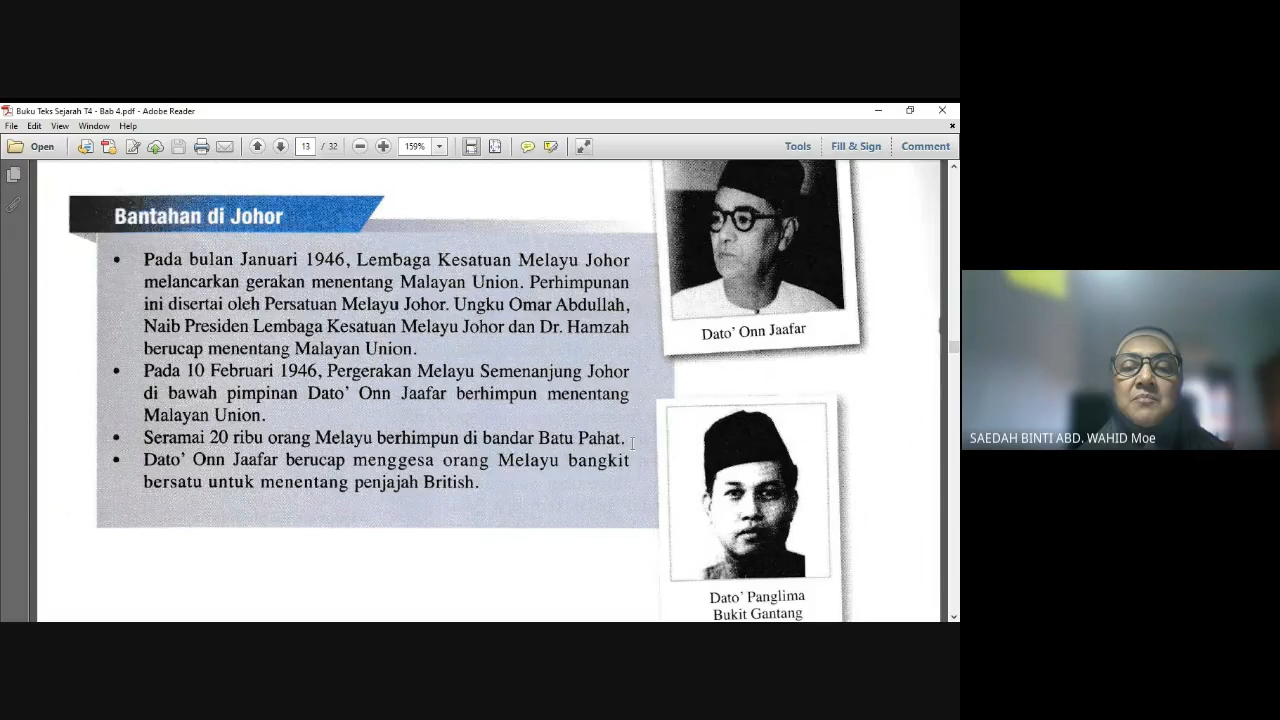 Buku Teks Sejarah T4 - Bab 4.pdf - Adobe Reader
File Edit View Window Help
Open 13 / 32 159% Tools Fill & Sign Comment
Bantahan di Johor
• Pada bulan Januari 1946, Lembaga Kesatuan Melayu Johor
melancarkan gerakan menentang Malayan Union. Perhimpunan
ini disertai oleh Persatuan Melayu Johor. Ungku Omar Abdullah,
Naib Presiden Lembaga Kesatuan Melayu Johor dan Dr. Hamzah
berucap menentang Malayan Union.
• Pada 10 Februari 1946, Pergerakan Melayu Semenanjung Johor
di bawah pimpinan Dato' Onn Jaafar berhimpun menentang
Malayan Union.
• Seramai 20 ribu orang Melayu berhimpun di bandar Batu Pahat.
• Dato' Onn Jaafar berucap menggesa orang Melayu bangkit
bersatu untuk menentang penjajah British.
Dato' Onn Jaafar
Dato' Panglima
Bukit Gantang
SAEDAH BINTI ABD. WAHID Moe